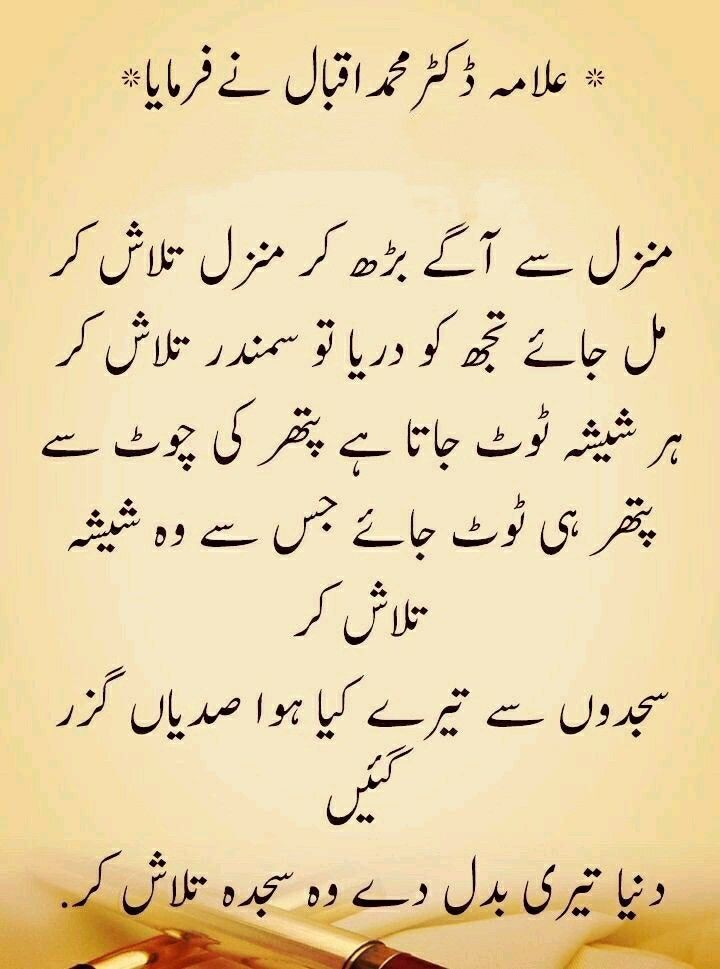 * علامہ ڈکٹر محمد اقبال نے فرمایا*
منزل سے آگے بڑھ کر منزل تلاش کر
مل جائے تجھ کو دریا تو سمندر تلاش کر
ہر شیشہ ٹوٹ جاتا ہے پتھر کی چوٹ سے
پتھر ہی ٹوٹ جائے جس سے وہ شیشہ
تلاش کر
سجدوں سے تیرے کیا ہوا صدیاں گزر
گئیں
دنیا تیری بدل دے وہ سجدہ تلاش کر.